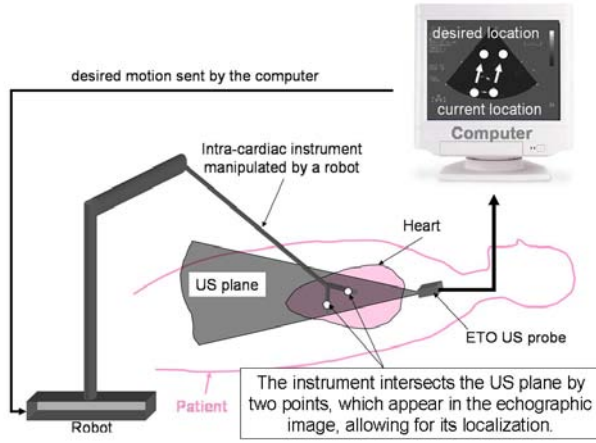 desired location
current location
Computer
desired motion sent by the computer
Intra-cardiac instrument
manipulated by a robot
Heart
US plane
ETO US probe
The instrument intersects the US plane by
two points, which appear in the echographic
image, allowing for its localization.
Patient
Robot